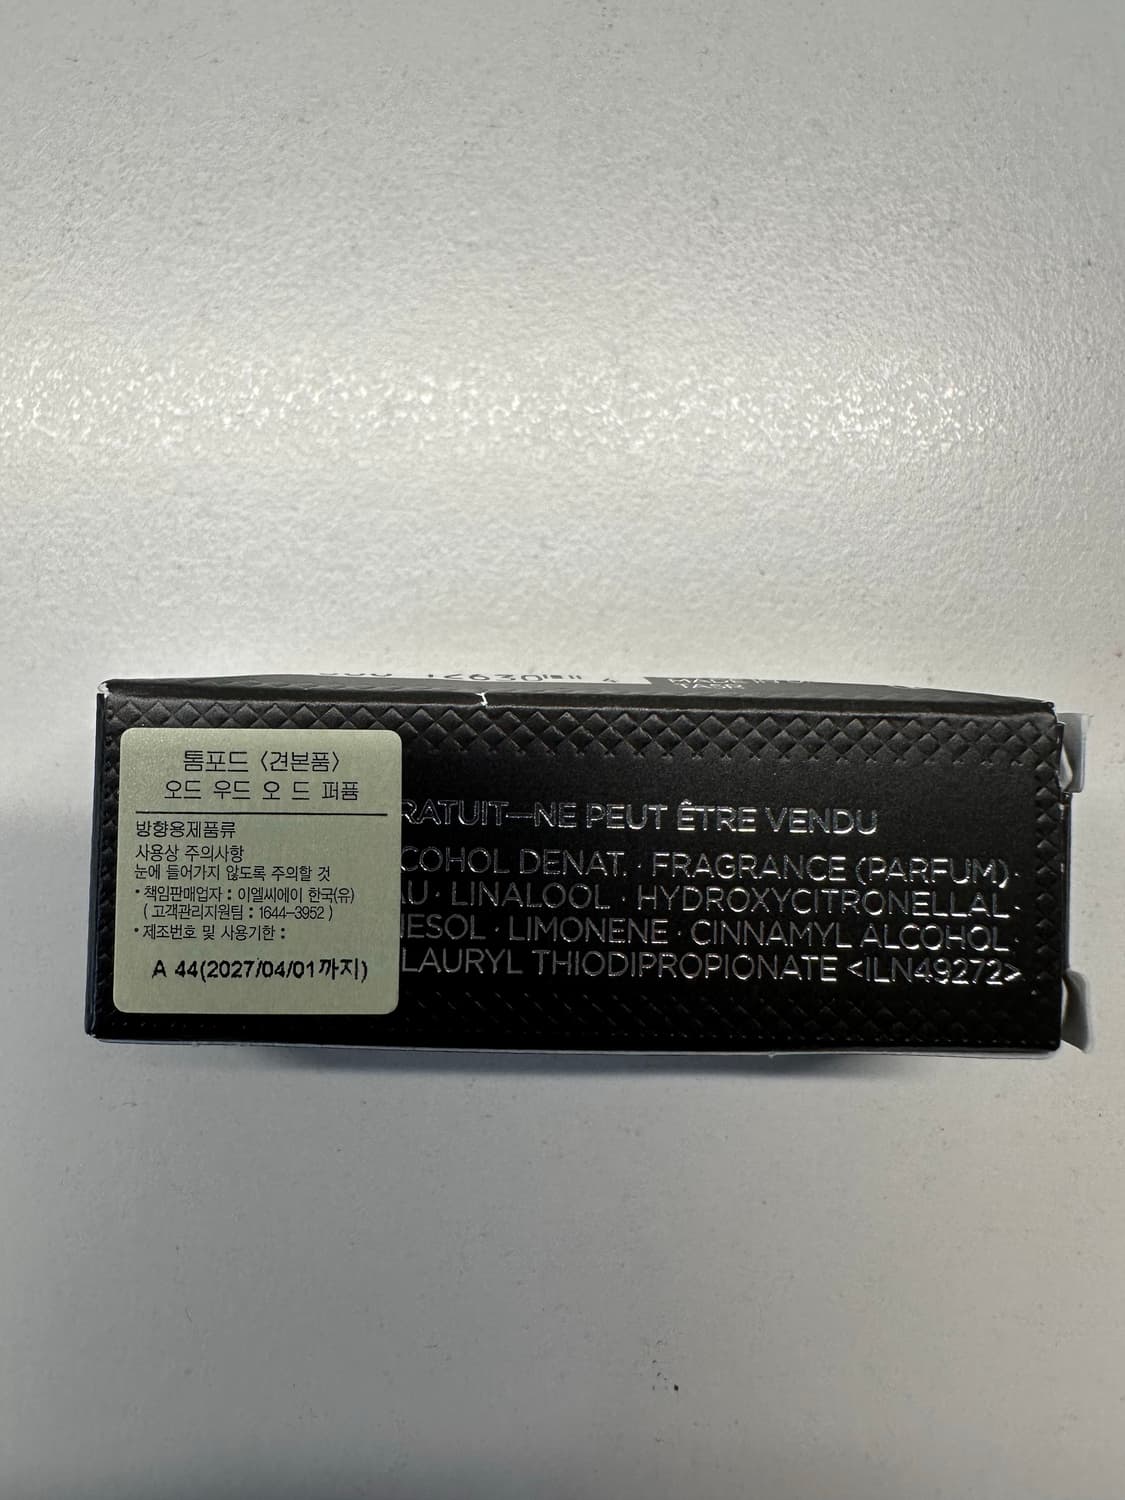 톰포드 〈견본품〉
오드 우드 오 드 퍼퓸
방향용제품류
사용상 주의사항
눈에 들어가지 않도록 주의할 것
• 책임판매업자 : 이엘씨에이 한국(유)
( 고객관리지원팀 : 1644-3952 )
• 제조번호 및 사용기한 :
A 44(2027/04/01까지)
RATUIT—NE PEUT ÊTRE VENDU
COHOL DENAT. · FRAGRANCE (PARFUM) ·
AU · LINALOOL · HYDROXYCITRONELLAL ·
NESOL · LIMONENE · CINNAMYL ALCOHOL ·
LAURYL THIODIPROPIONATE <ILN49272>